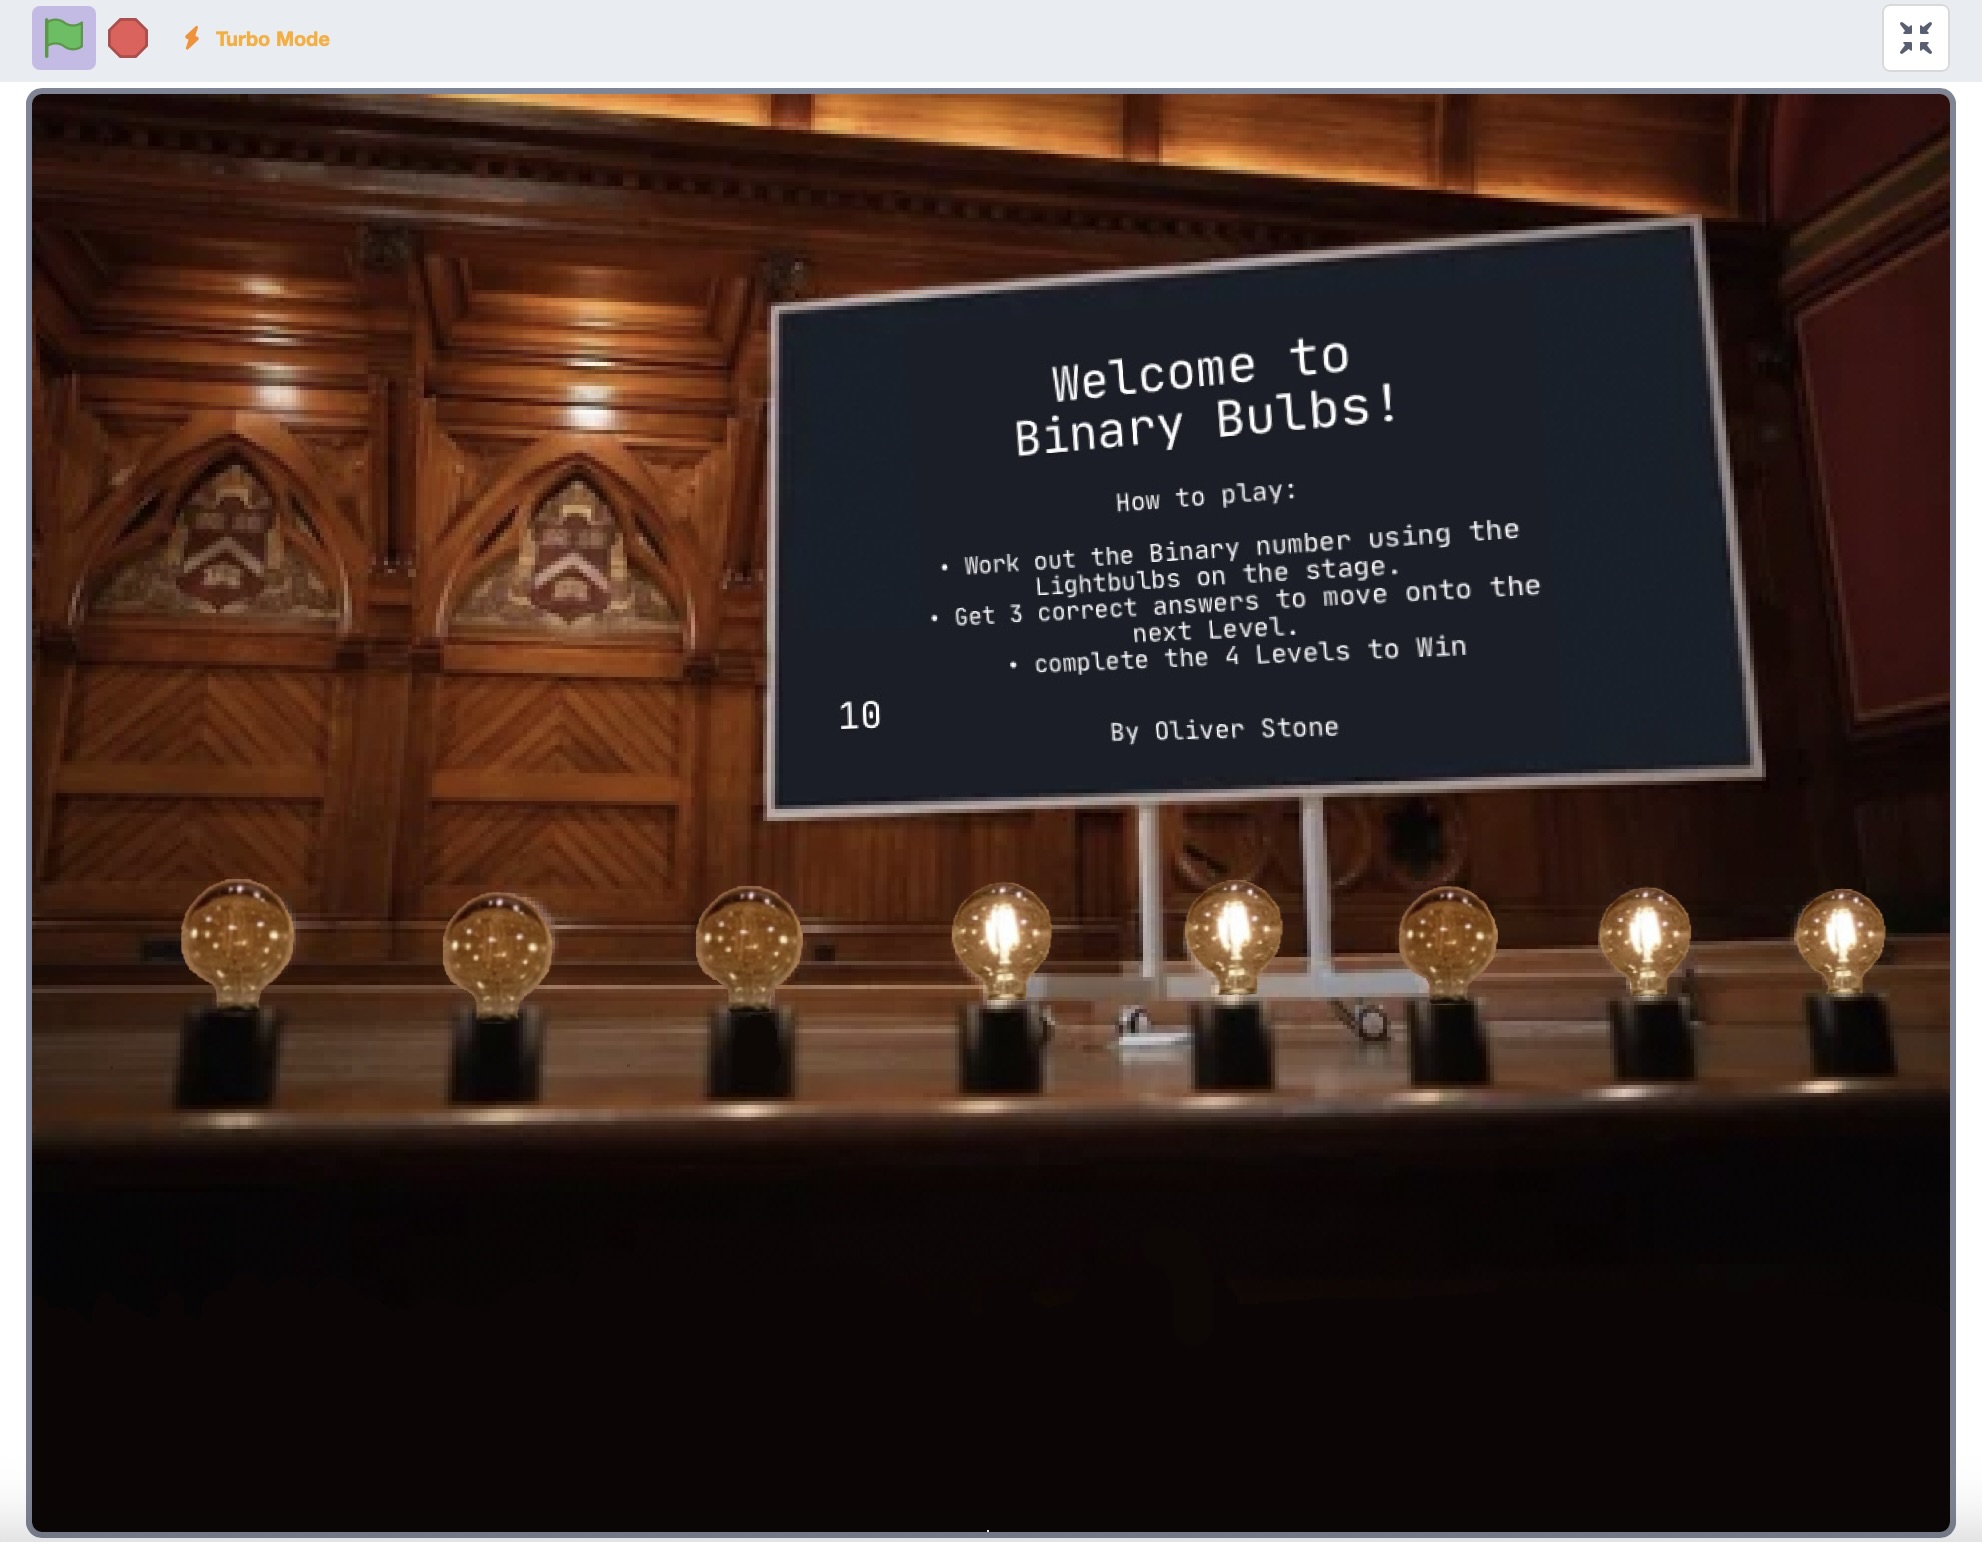 Turbo Mode
Welcome to
Binary Bulbs!
How to play:
• Work out the Binary number using the
Lightbulbs on the stage.
• Get 3 correct answers to move onto the
next Level.
• complete the 4 Levels to Win
10
By Oliver Stone